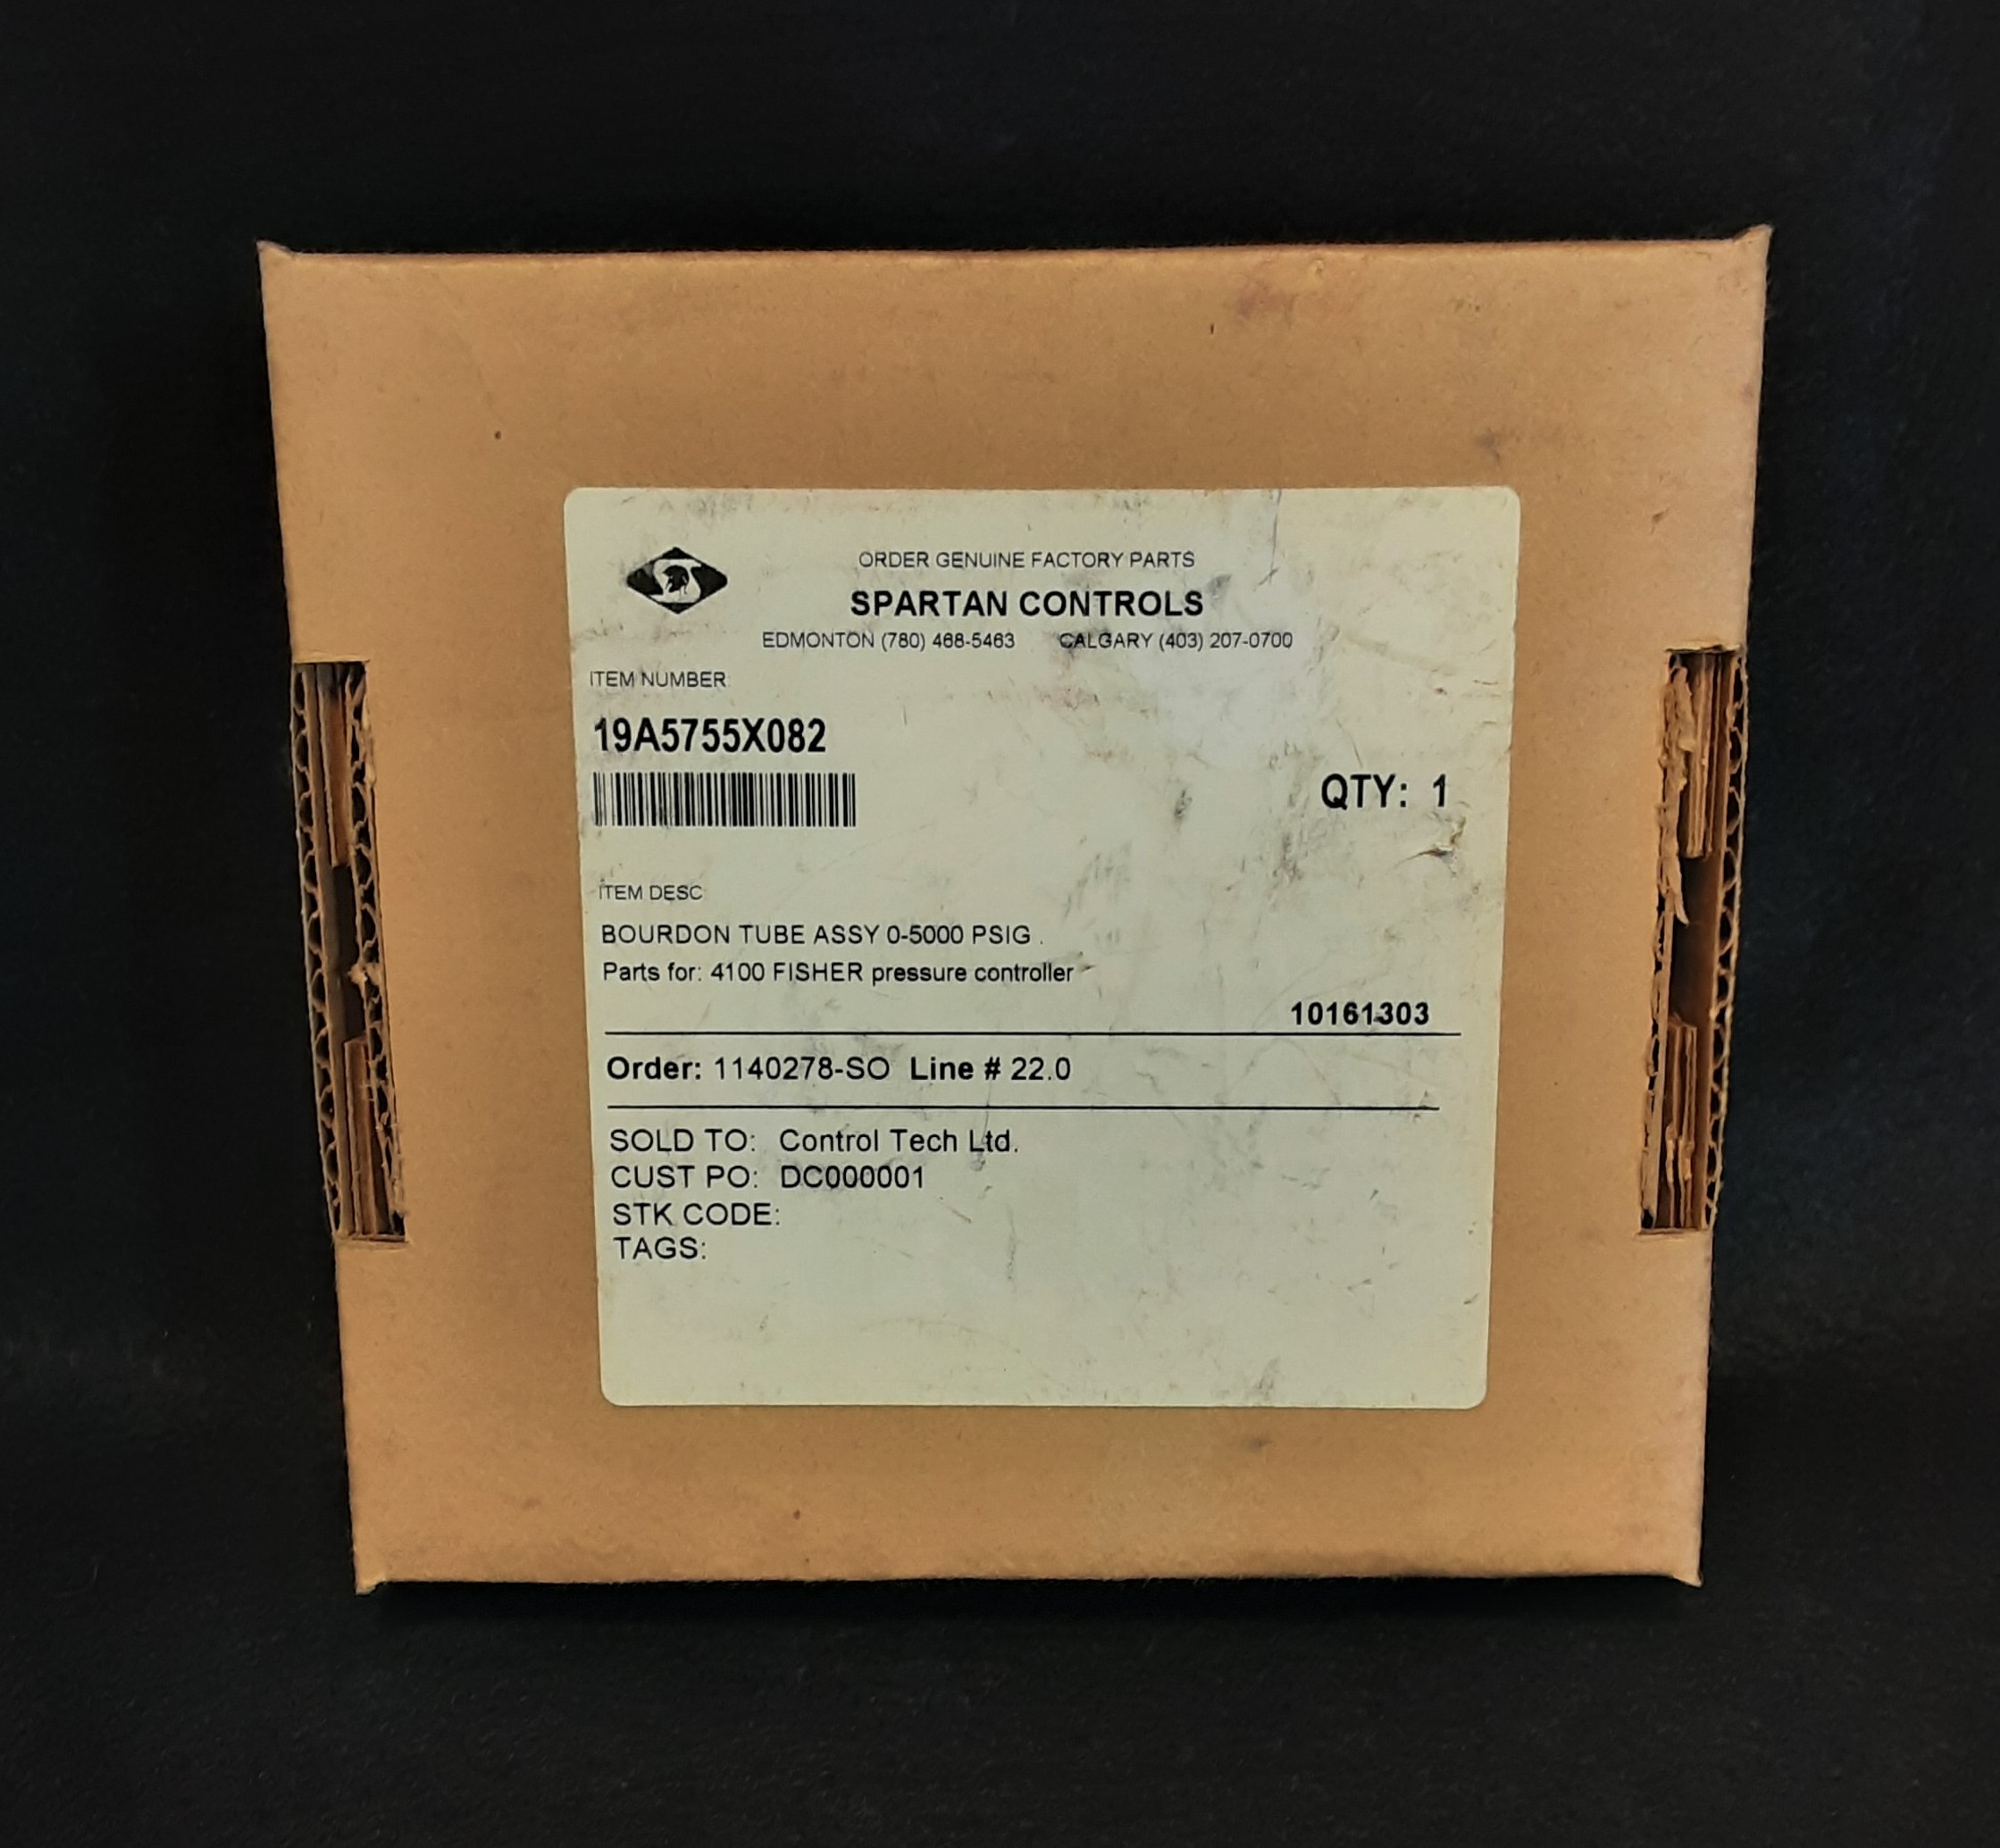 ORDER GENUINE FACTORY PARTS
SPARTAN CONTROLS
EDMONTON (780) 468-5463 CALGARY (403) 207-0700
ITEM NUMBER:
19A5755X082
QTY: 1
ITEM DESC
BOURDON TUBE ASSY 0-5000 PSIG .
Parts for: 4100 FISHER pressure controller
10161303
Order: 1140278-SO Line # 22.0
SOLD TO: Control Tech Ltd.
CUST PO: DC000001
STK CODE:
TAGS: